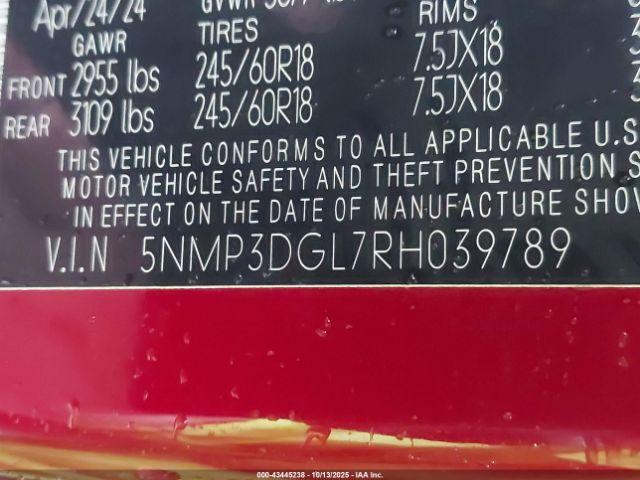 Apr/24/24 GVWR
GAWR TIRES RIMS
FRONT 2955 lbs 245/60R18 7.5JX18
REAR 3109 lbs 245/60R18 7.5JX18
THIS VEHICLE CONFORMS TO ALL APPLICABLE U.S
MOTOR VEHICLE SAFETY AND THEFT PREVENTION S
IN EFFECT ON THE DATE OF MANUFACTURE SHOW
V.I.N 5NMP3DGL7RH039789
000-43445238 - 10/13/2025 - IAA Inc.